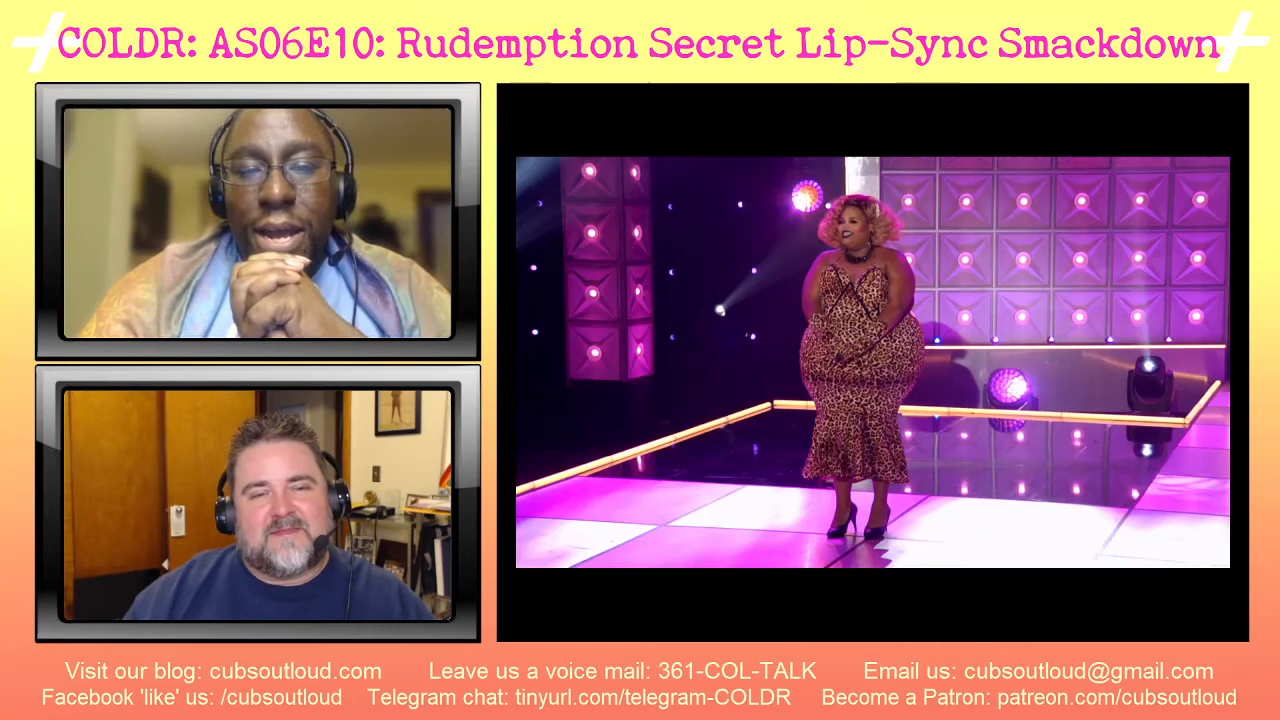 COLDR: AS06E10: Rudemption Secret Lip-Sync Smackdown
Visit our blog: cubsoutloud.com Leave us a voice mail: 361-COL-TALK Email us: cubsoutloud@gmail.com
Facebook 'like' us: /cubsoutloud Telegram chat: tinyurl.com/telegram-COLDR Become a Patron: patreon.com/cubsoutloud